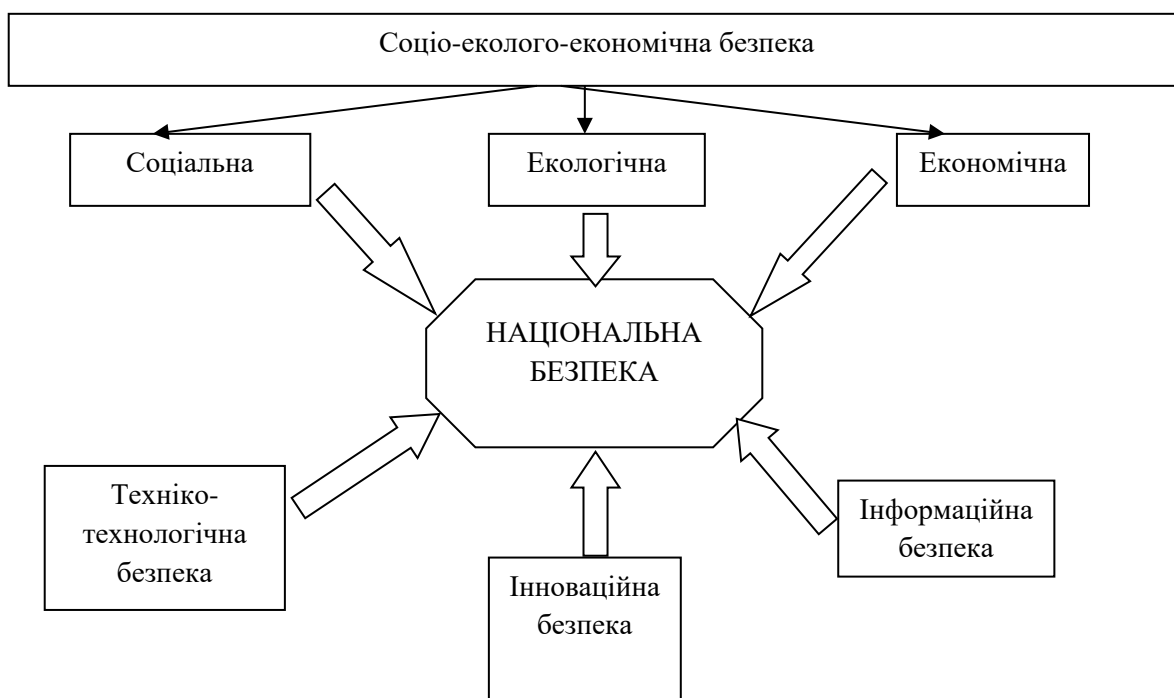 Соціо-еколого-економічна безпека
Соціальна
Екологічна
Економічна
НАЦІОНАЛЬНА
БЕЗПЕКА
Техніко-
технологічна
безпека
Інноваційна
безпека
Інформаційна
безпека